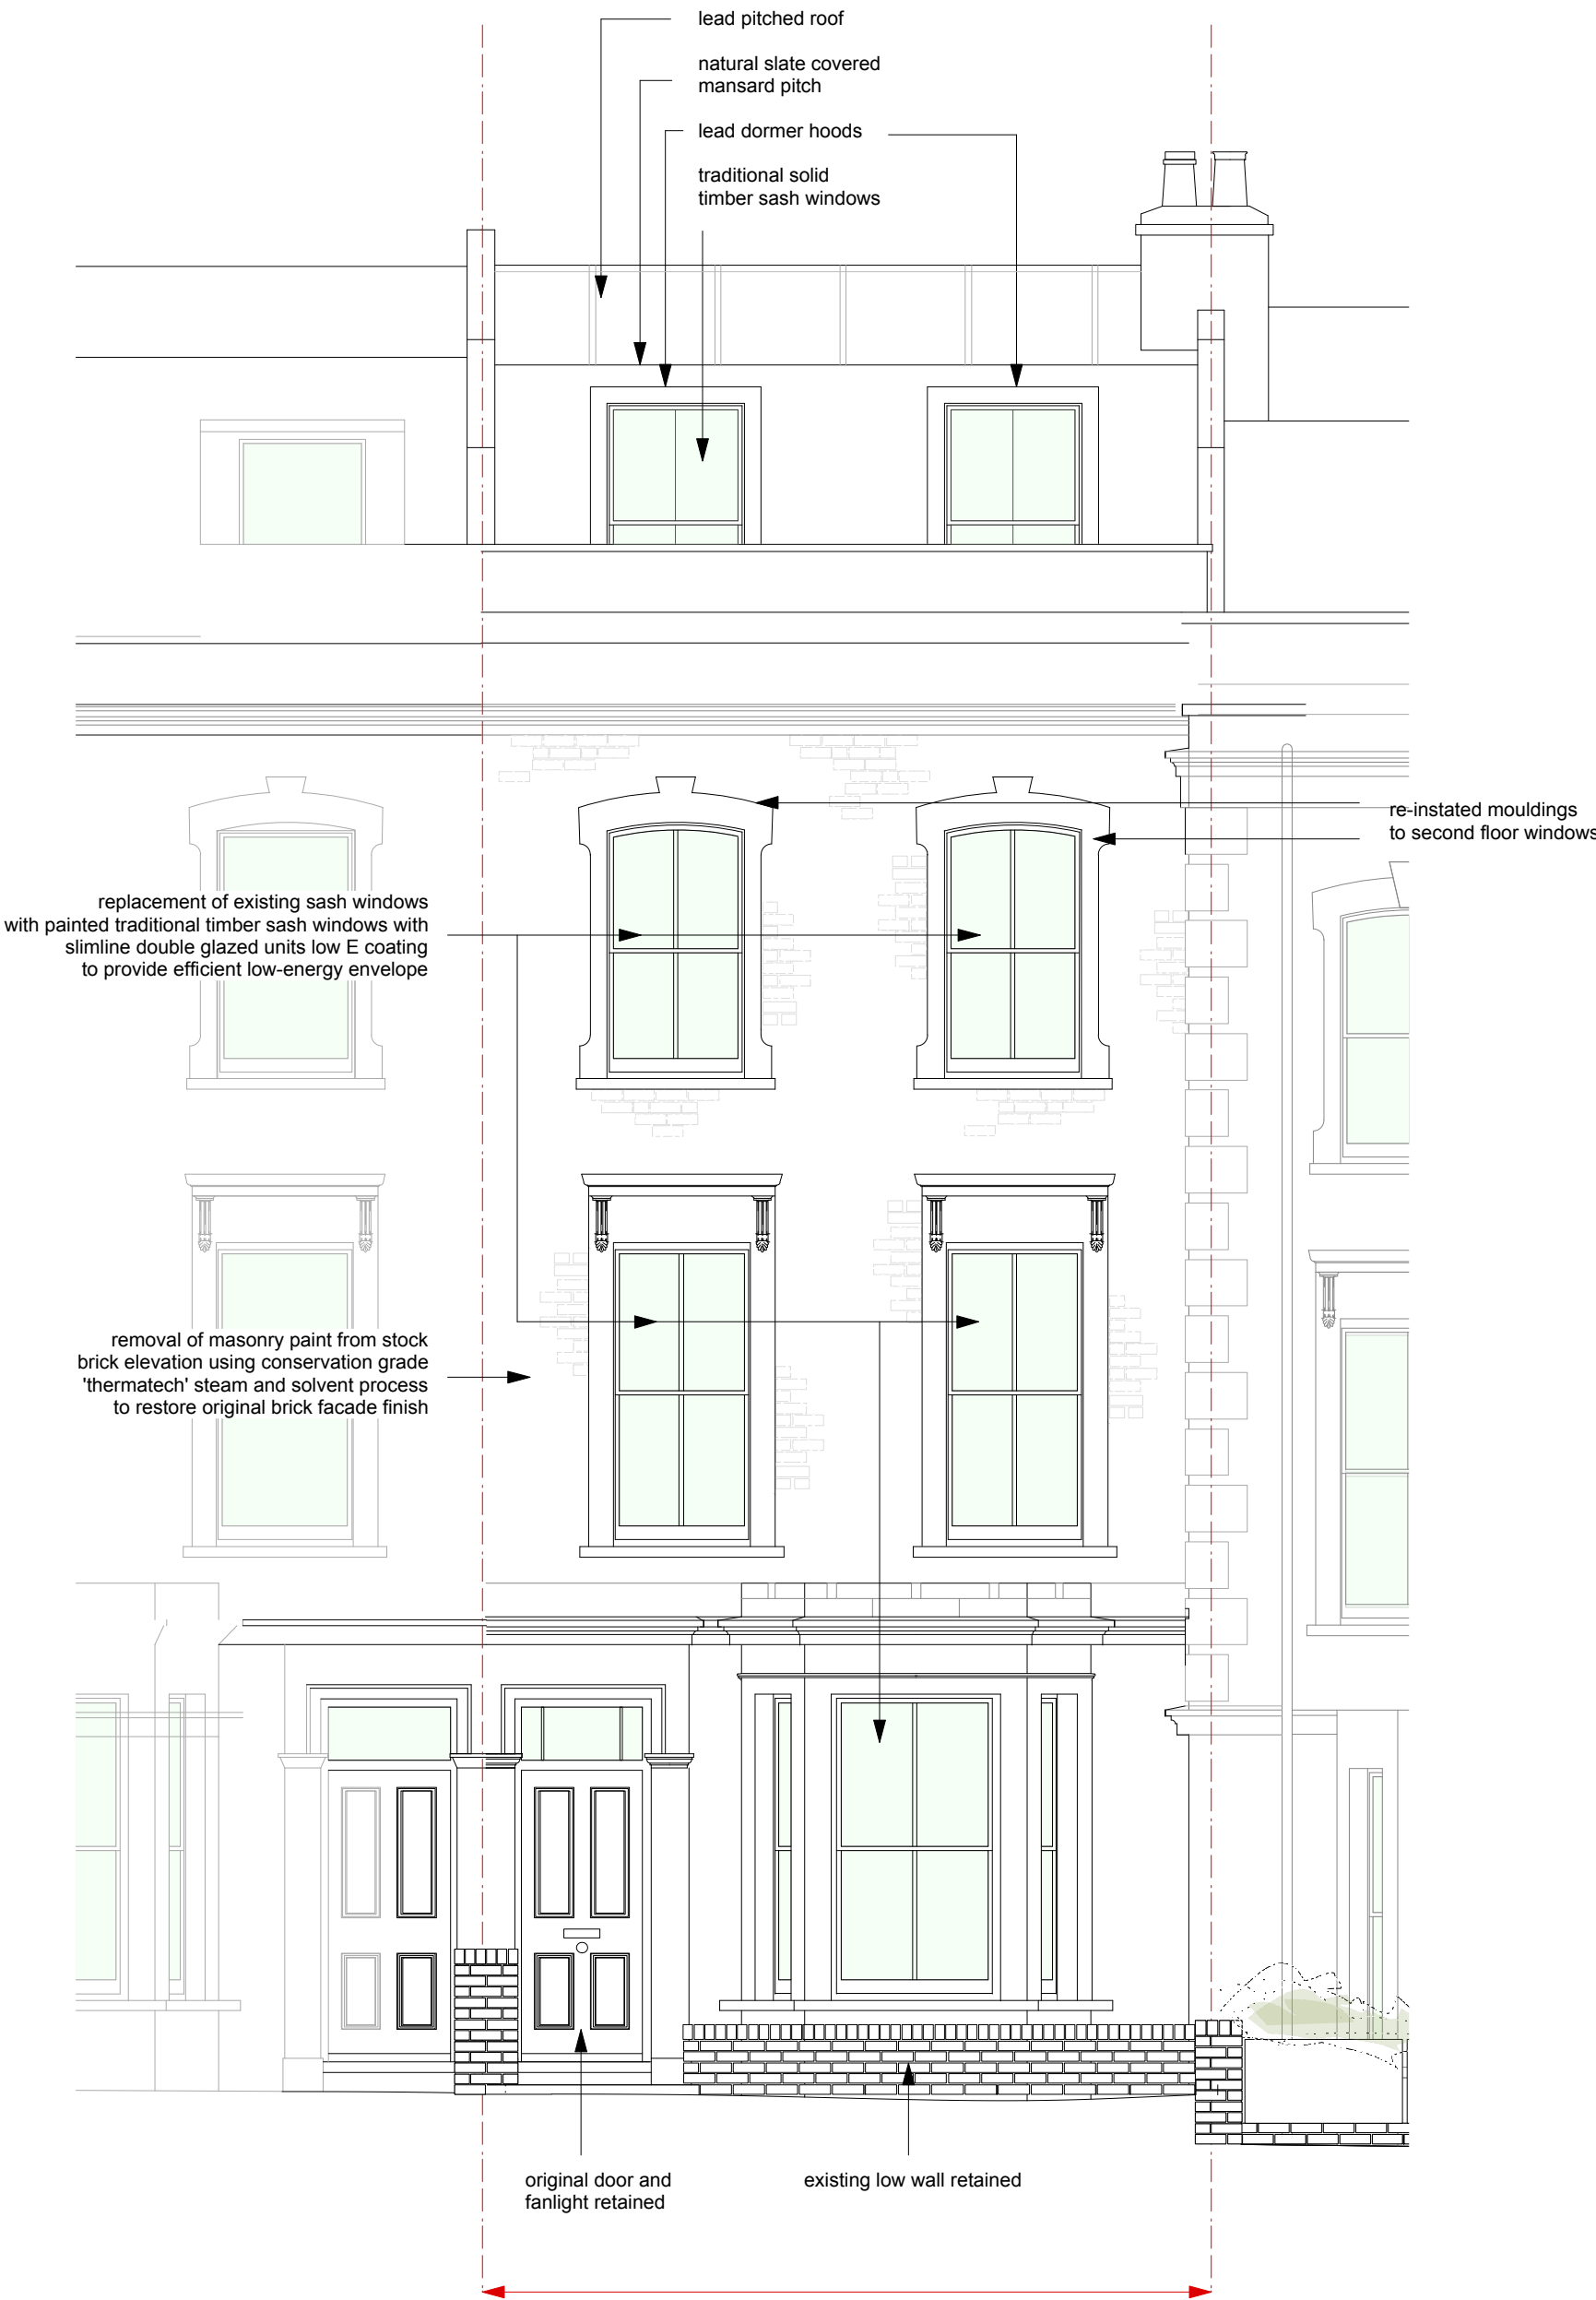 lead pitched roof
natural slate covered
mansard pitch
lead dormer hoods
traditional solid
timber sash windows
re-instated mouldings
to second floor windows
replacement of existing sash windows
with painted traditional timber sash windows with
slimline double glazed units low E coating
to provide efficient low-energy envelope
removal of masonry paint from stock
brick elevation using conservation grade
'thermatech' steam and solvent process
to restore original brick facade finish
original door and
fanlight retained
existing low wall retained